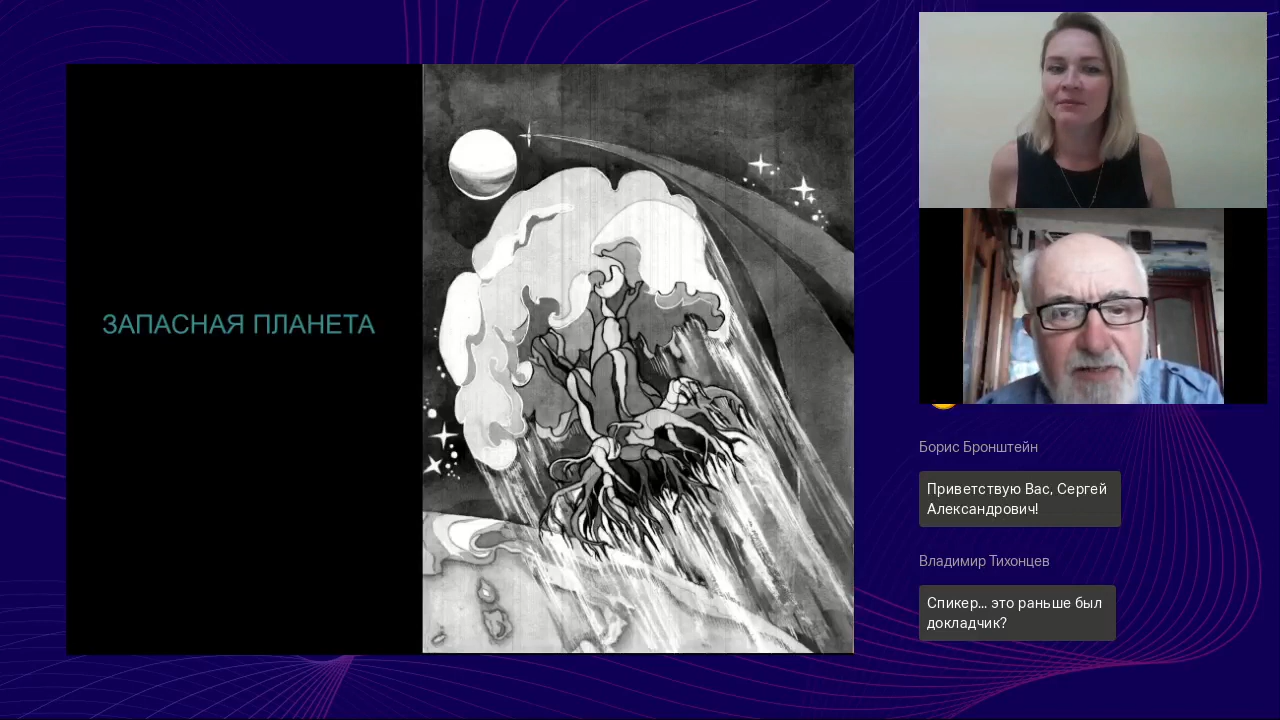 ЗАПАСНАЯ ПЛАНЕТА
Борис Бронштейн
Приветствую Вас, Сергей
Александрович!
Владимир Тихонцев
Спикер... это раньше был
докладчик?